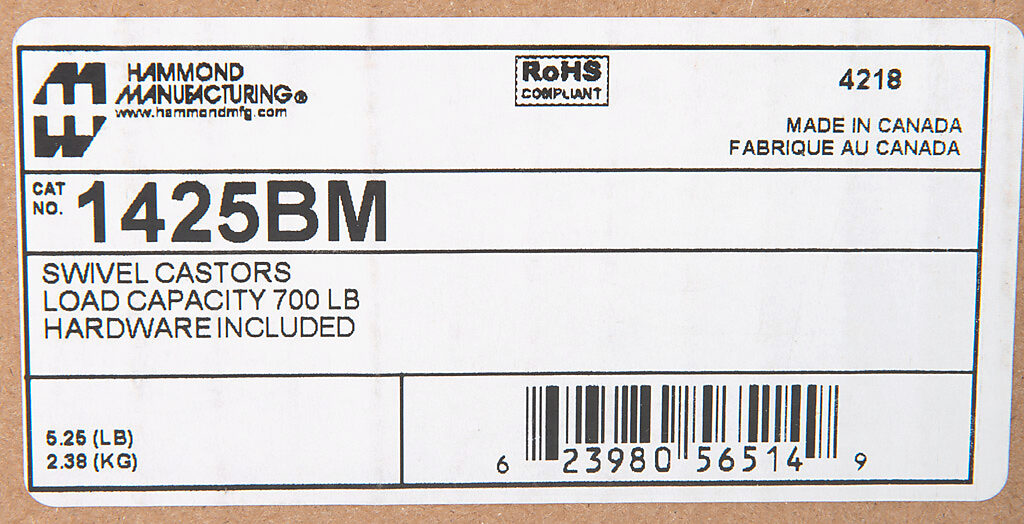 HAMMOND
MANUFACTURING®
www.hammondmfg.com
RoHS
COMPLIANT
4218
MADE IN CANADA
FABRIQUE AU CANADA
CAT
NO.
1425BM
SWIVEL CASTORS
LOAD CAPACITY 700 LB
HARDWARE INCLUDED
5.25 (LB)
2.38 (KG)
6 23980 56514 9